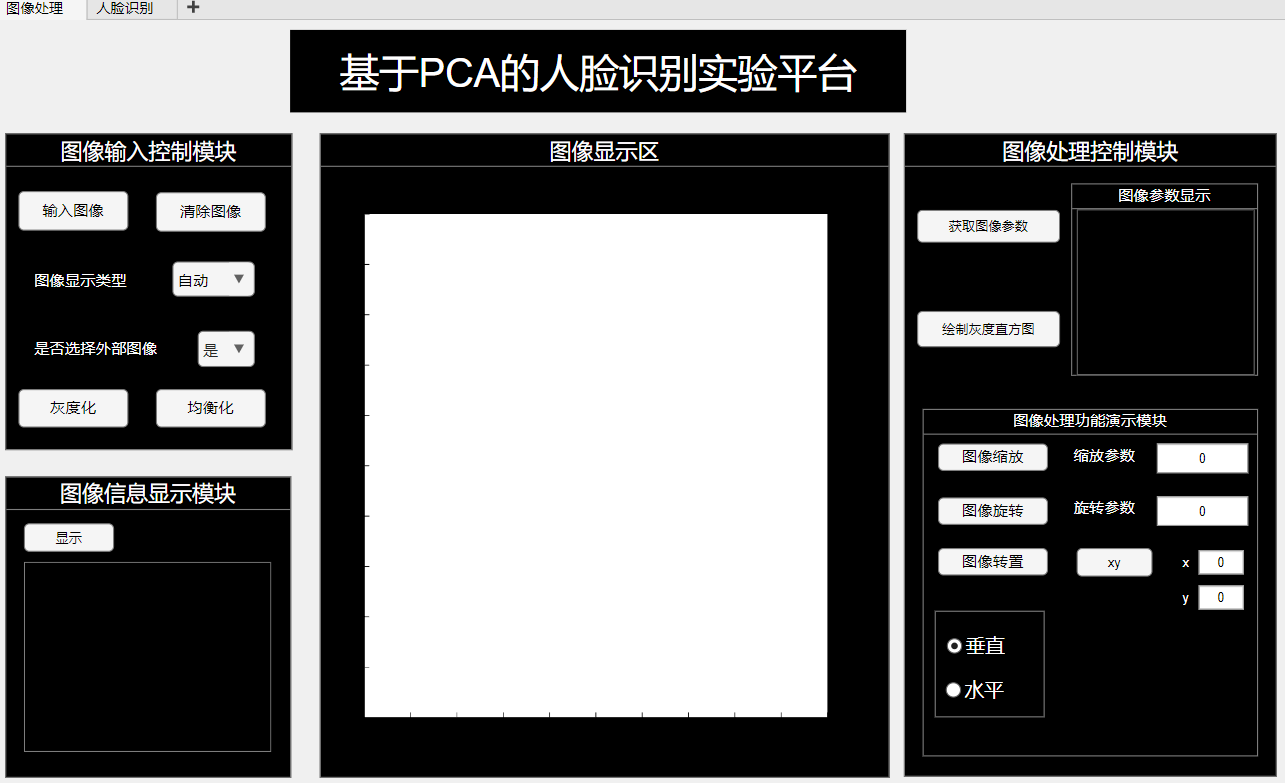 图像处理
人脸识别
基于PCA的人脸识别实验平台
图像输入控制模块
输入图像
清除图像
图像显示类型
自动
是否选择外部图像
是
灰度化
均衡化
图像信息显示模块
显示
图像显示区
图像处理控制模块
获取图像参数
图像参数显示
绘制灰度直方图
图像处理功能演示模块
图像缩放
缩放参数
0
图像旋转
旋转参数
0
图像转置
xy
x
0
y
0
垂直
水平